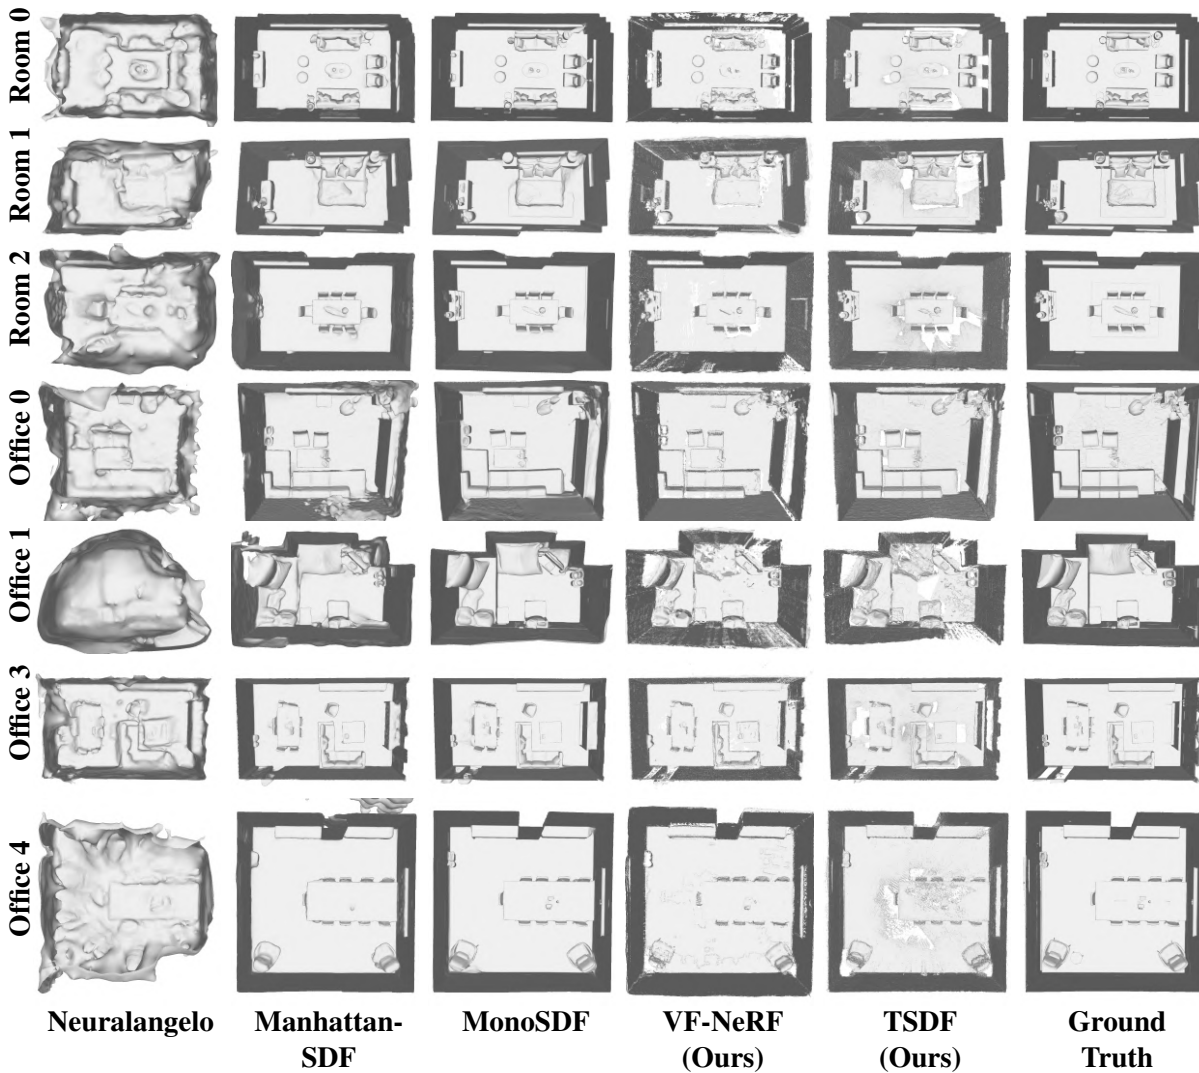 Room 0
Room 1
Room 2
Office 0
Office 1
Office 3
Office 4
Neuralangelo
Manhattan-
SDF
MonoSDF
VF-NeRF
(Ours)
TSDF
(Ours)
Ground
Truth